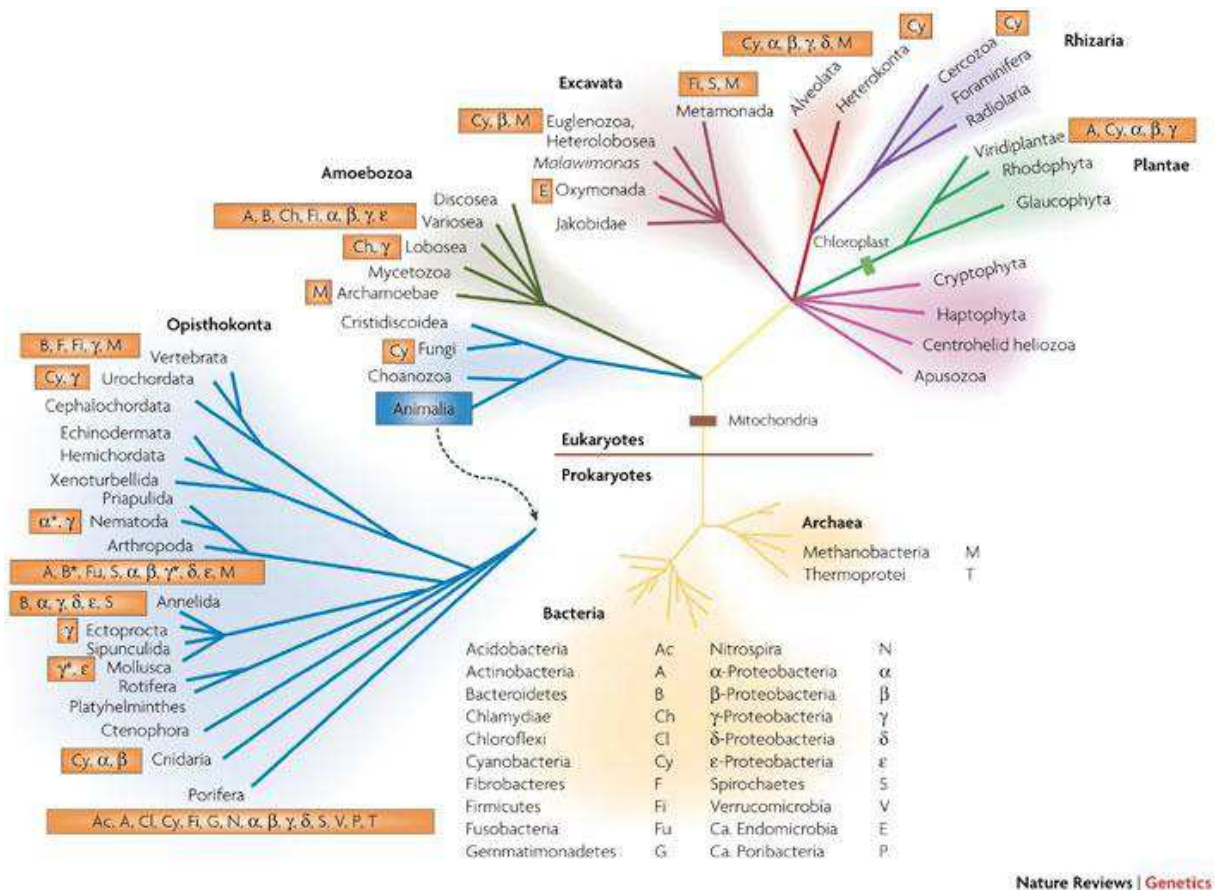 Cy
Cy
Cy, α, β, γ, δ, M
Rhizaria
Cercozoa
Foraminifera
Radiolaria
Alveolata
Heterokonta
Excavata
Fi, S, M
Metamonada
Cy, β, M
Euglenozoa,
Heterolobosea
Malawimonas
E
Oxymonada
Jakobidae
A, Cy, α, β, γ
Viridiplantae
Plantae
Rhodophyta
Glaucophyta
Chloroplast
Cryptophyta
Haptophyta
Centrohelid heliozoa
Apusozoa
Amoebozoa
Discosea
A, B, Ch, Fi, α, β, γ, ε
Variosea
Ch, γ
Lobosea
Mycetozoa
M
Archamoebae
Cristidiscoidea
Cy
Fungi
Choanozoa
Animalia
Mitochondria
Eukaryotes
Prokaryotes
Opisthokonta
B, F, Fi, γ, M
Vertebrata
Cy, γ
Urochordata
Cephalochordata
Echinodermata
Hemichordata
Xenoturbellida
Priapulida
α*, γ
Nematoda
Arthropoda
A, B*, Fu, S, α, β, γ*, δ, ε, M
B, α, γ, δ, ε, S
Annelida
γ
Ectoprocta
Sipunculida
γ*, ε
Mollusca
Rotifera
Platyhelminthes
Ctenophora
Cy, α, β
Cnidaria
Porifera
Ac, A, Cl, Cy, Fi, G, N, α, β, γ, δ, S, V, P, T
Archaea
Methanobacteria M
Thermoprotei T
Bacteria
Acidobacteria Ac Nitrospira N
Actinobacteria A α-Proteobacteria α
Bacteroidetes B β-Proteobacteria β
Chlamydiae Ch γ-Proteobacteria γ
Chloroflexi Cl δ-Proteobacteria δ
Cyanobacteria Cy ε-Proteobacteria ε
Fibrobacteres F Spirochaetes S
Firmicutes Fi Verrucomicrobia V
Fusobacteria Fu Ca. Endomicrobia E
Gemmatimonadetes G Ca. Poribacteria P
Nature Reviews | Genetics